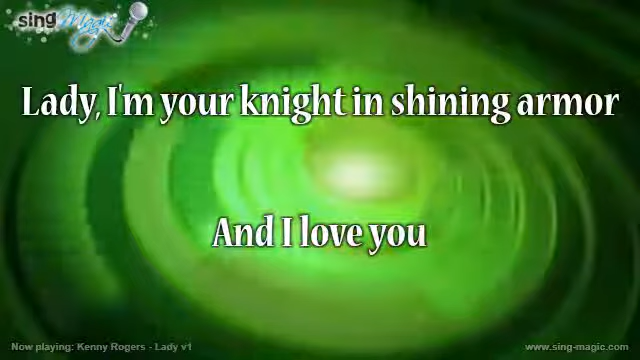 sing Magic
Lady, I'm your knight in shining armor
And I love you
Now playing: Kenny Rogers - Lady v1
www.sing-magic.com